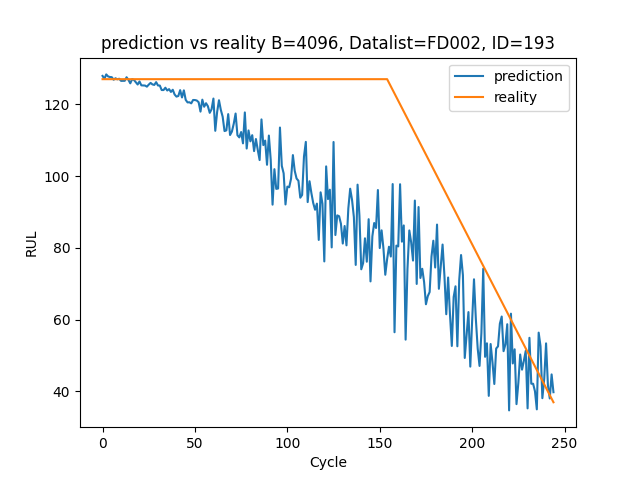 prediction vs reality B=4096, Datalist=FD002, ID=193
prediction
reality
120
100
80
60
40
RUL
0 50 100 150 200 250
Cycle